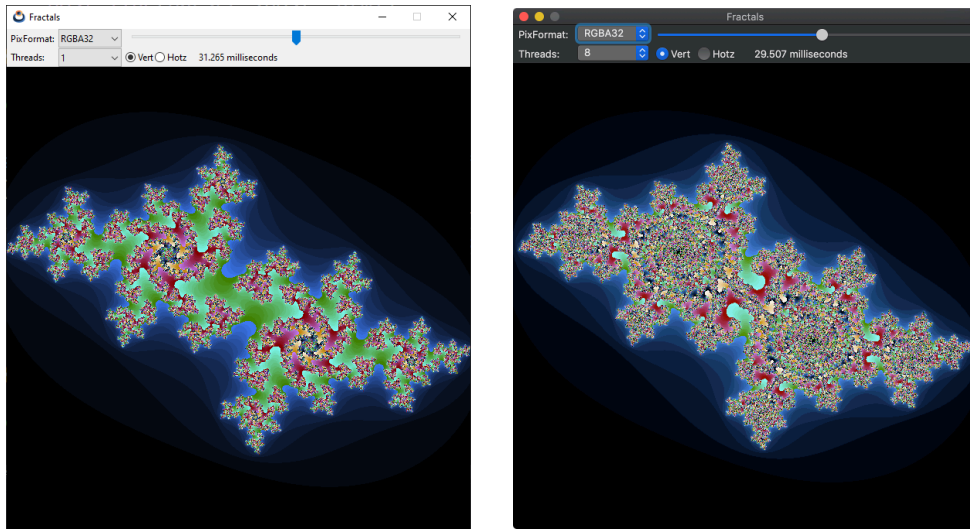 Fractals
PixFormat: RGBA32
Threads: 1 Vert Hotz 31.265 milliseconds
Fractals
PixFormat: RGBA32
Threads: 8 Vert Hotz 29.507 milliseconds